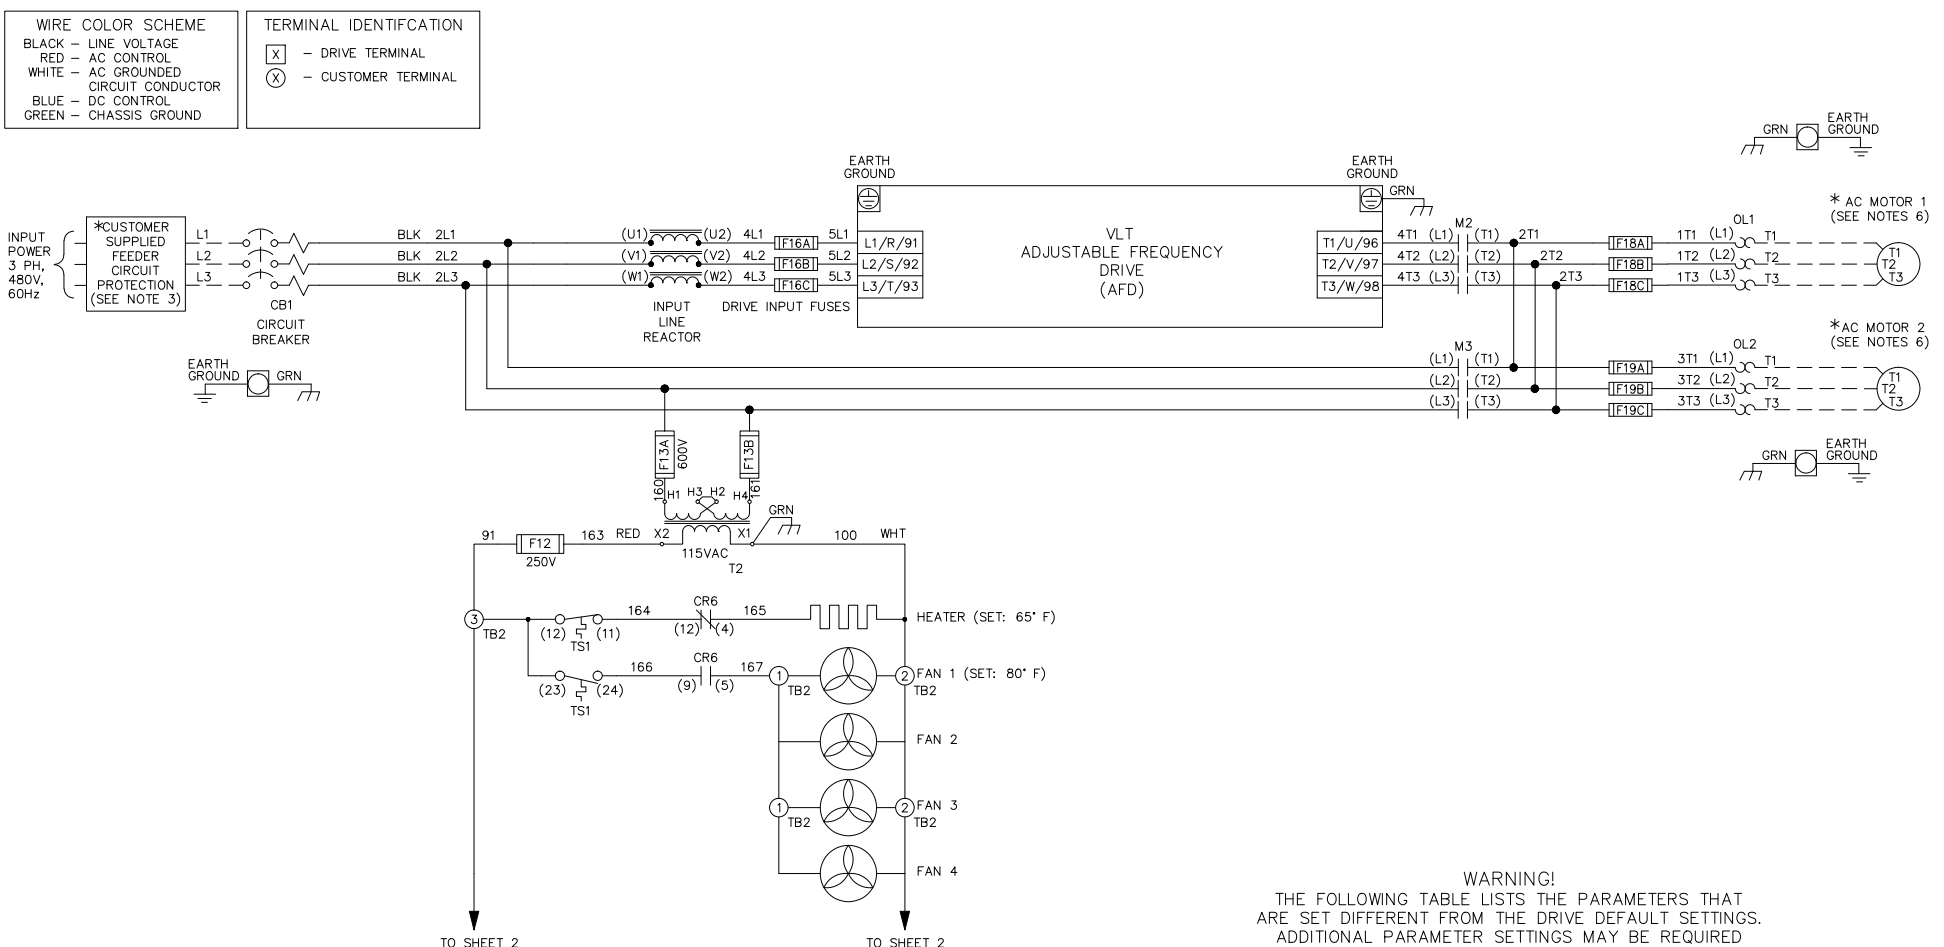 WIRE COLOR SCHEME
BLACK – LINE VOLTAGE
RED – AC CONTROL
WHITE – AC GROUNDED
CIRCUIT CONDUCTOR
BLUE – DC CONTROL
GREEN – CHASSIS GROUND
TERMINAL IDENTIFCATION
X – DRIVE TERMINAL
X – CUSTOMER TERMINAL
GRN
EARTH
GROUND
EARTH
GROUND
EARTH
GROUND
GRN
INPUT
POWER
3 PH,
480V,
60Hz
*CUSTOMER
SUPPLIED
FEEDER
CIRCUIT
PROTECTION
(SEE NOTE 3)
L1
L2
L3
CB1
CIRCUIT
BREAKER
BLK 2L1
BLK 2L2
BLK 2L3
(U1) (U2) 4L1 F16A 5L1 L1/R/91
(V1) (V2) 4L2 F16B 5L2 L2/S/92
(W1) (W2) 4L3 F16C 5L3 L3/T/93
INPUT
LINE
REACTOR
DRIVE INPUT FUSES
VLT
ADJUSTABLE FREQUENCY
DRIVE
(AFD)
M2
T1/U/96 4T1 (L1) (T1) 2T1 F18A 1T1 (L1) T1
T2/V/97 4T2 (L2) (T2) 2T2 F18B 1T2 (L2) T2
T3/W/98 4T3 (L3) (T3) 2T3 F18C 1T3 (L3) T3
OL1
* AC MOTOR 1
(SEE NOTES 6)
T1
T2
T3
EARTH
GROUND
GRN
M3
(L1) (T1) F19A 3T1 (L1) T1
(L2) (T2) F19B 3T2 (L2) T2
(L3) (T3) F19C 3T3 (L3) T3
OL2
*AC MOTOR 2
(SEE NOTES 6)
T1
T2
T3
GRN
EARTH
GROUND
F13A
600V
F13B
160
161
H1 H3 H2 H4
GRN
91 F12 163 RED X2 X1 100 WHT
250V
115VAC
T2
3
TB2
(12) (11)
TS1
164
CR6
(12) (4)
165
HEATER (SET: 65° F)
(23) (24)
TS1
166
CR6
(9) (5)
167
1
TB2
2
TB2
FAN 1 (SET: 80° F)
FAN 2
1
TB2
2
TB2
FAN 3
FAN 4
TO SHEET 2
TO SHEET 2
WARNING!
THE FOLLOWING TABLE LISTS THE PARAMETERS THAT
ARE SET DIFFERENT FROM THE DRIVE DEFAULT SETTINGS.
ADDITIONAL PARAMETER SETTINGS MAY BE REQUIRED